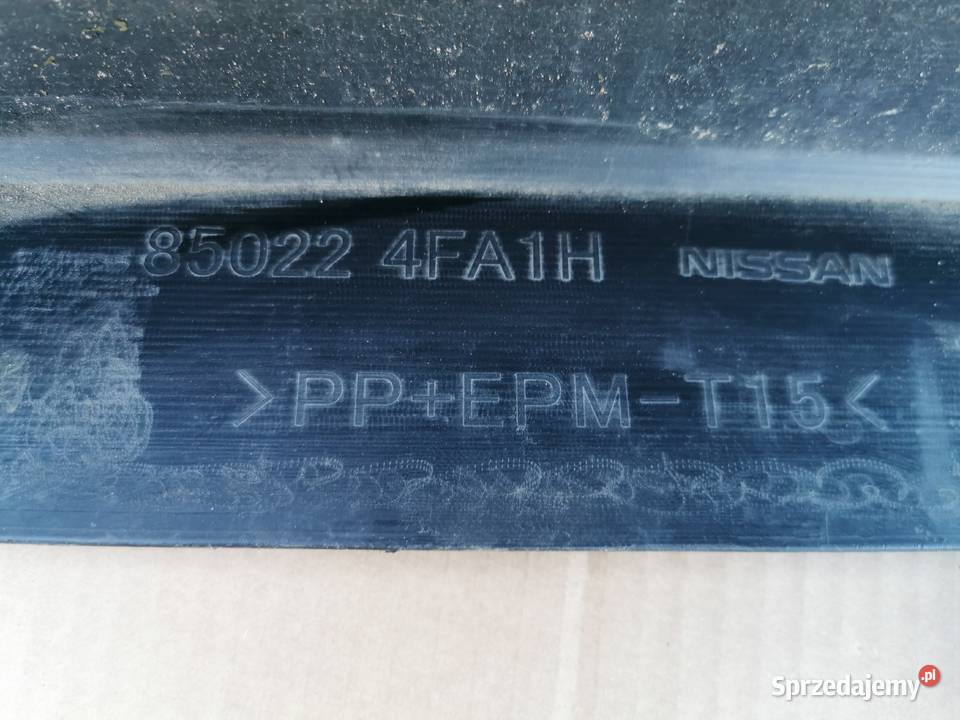 85022 4FA1H NISSAN
>PP+EPM-T15<
Sprzedajemy.pl